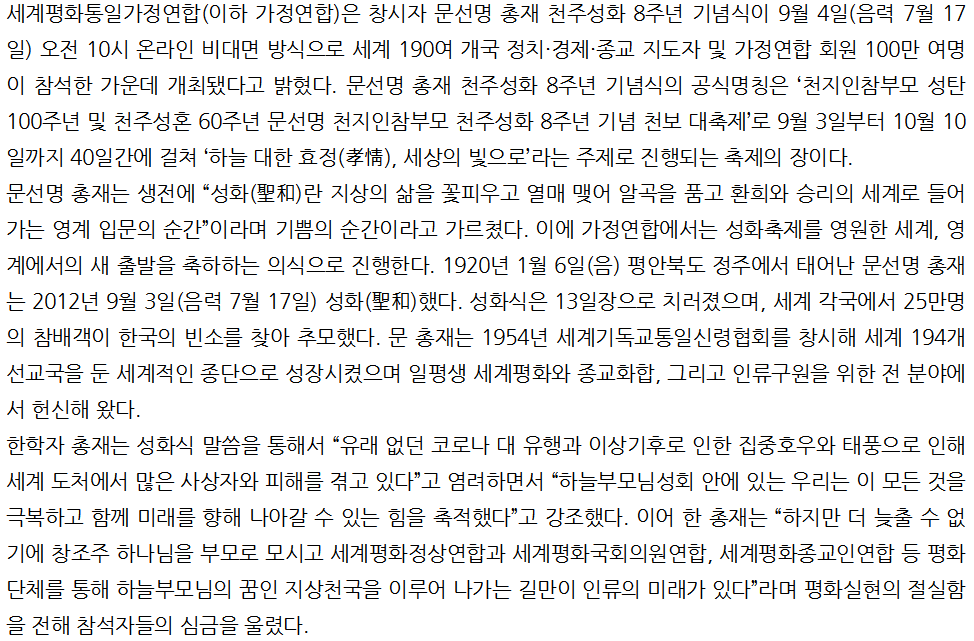 세계평화통일가정연합(이하 가정연합)은 창시자 문선명 총재 천주성화 8주년 기념식이 9월 4일(음력 7월 17
일) 오전 10시 온라인 비대면 방식으로 세계 190여 개국 정치·경제·종교 지도자 및 가정연합 회원 100만 여명
이 참석한 가운데 개최됐다고 밝혔다. 문선명 총재 천주성화 8주년 기념식의 공식명칭은 ‘천지인참부모 성탄
100주년 및 천주성혼 60주년 문선명 천지인참부모 천주성화 8주년 기념 천보 대축제’로 9월 3일부터 10월 10
일까지 40일간에 걸쳐 ‘하늘 대한 효정(孝情), 세상의 빛으로’라는 주제로 진행되는 축제의 장이다.
문선명 총재는 생전에 “성화(聖和)란 지상의 삶을 꽃피우고 열매 맺어 알곡을 품고 환희와 승리의 세계로 들어
가는 영계 입문의 순간”이라며 기쁨의 순간이라고 가르쳤다. 이에 가정연합에서는 성화축제를 영원한 세계, 영
계에서의 새 출발을 축하하는 의식으로 진행한다. 1920년 1월 6일(음) 평안북도 정주에서 태어난 문선명 총재
는 2012년 9월 3일(음력 7월 17일) 성화(聖和)했다. 성화식은 13일장으로 치러졌으며, 세계 각국에서 25만명
의 참배객이 한국의 빈소를 찾아 추모했다. 문 총재는 1954년 세계기독교통일신령협회를 창시해 세계 194개
선교국을 둔 세계적인 종단으로 성장시켰으며 일평생 세계평화와 종교화합, 그리고 인류구원을 위한 전 분야에
서 헌신해 왔다.
한학자 총재는 성화식 말씀을 통해서 “유래 없던 코로나 대 유행과 이상기후로 인한 집중호우와 태풍으로 인해
세계 도처에서 많은 사상자와 피해를 겪고 있다”고 염려하면서 “하늘부모님성회 안에 있는 우리는 이 모든 것을
극복하고 함께 미래를 향해 나아갈 수 있는 힘을 축적했다”고 강조했다. 이어 한 총재는 “하지만 더 늦출 수 없
기에 창조주 하나님을 부모로 모시고 세계평화정상연합과 세계평화국회의원연합, 세계평화종교인연합 등 평화
단체를 통해 하늘부모님의 꿈인 지상천국을 이루어 나가는 길만이 인류의 미래가 있다”라며 평화실현의 절실함
을 전해 참석자들의 심금을 울렸다.